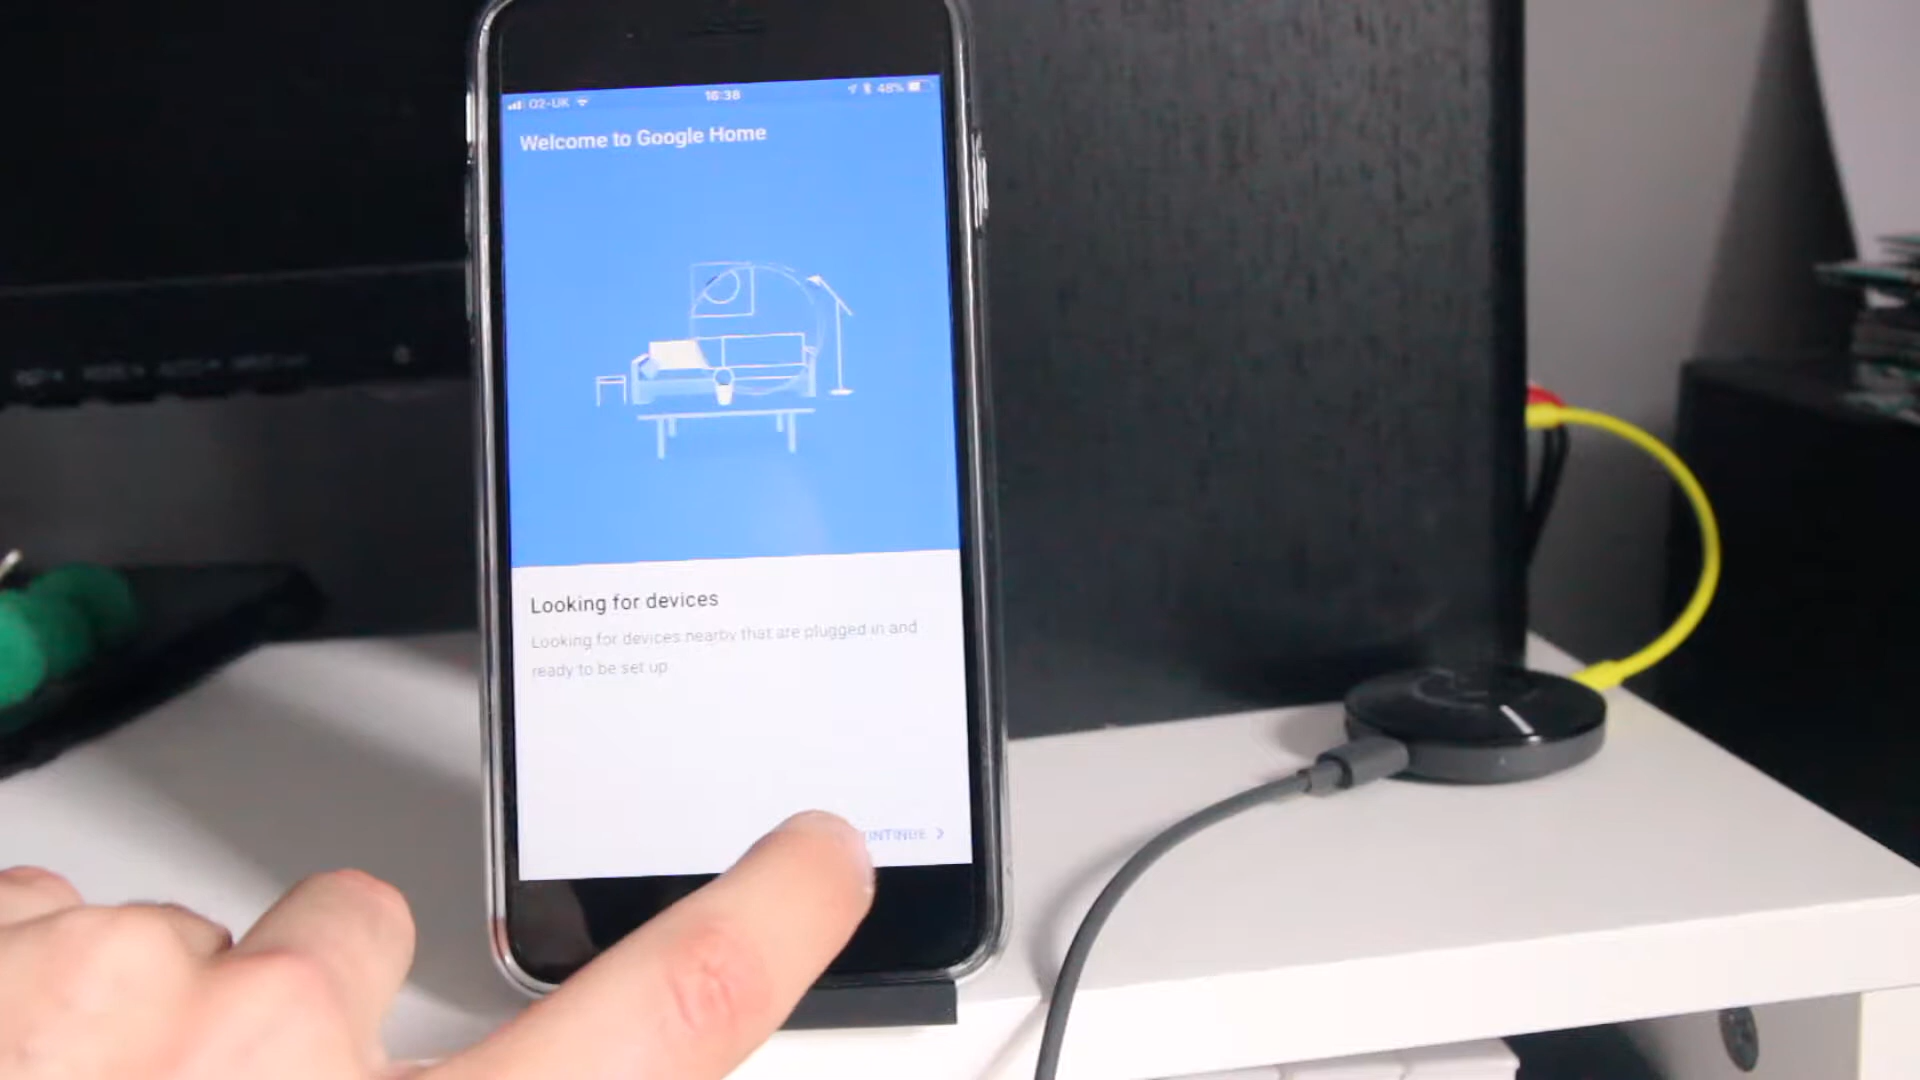 O2-UK 16:38 48%
Welcome to Google Home
Looking for devices
Looking for devices nearby that are plugged in and
ready to be set up
ONTINUE